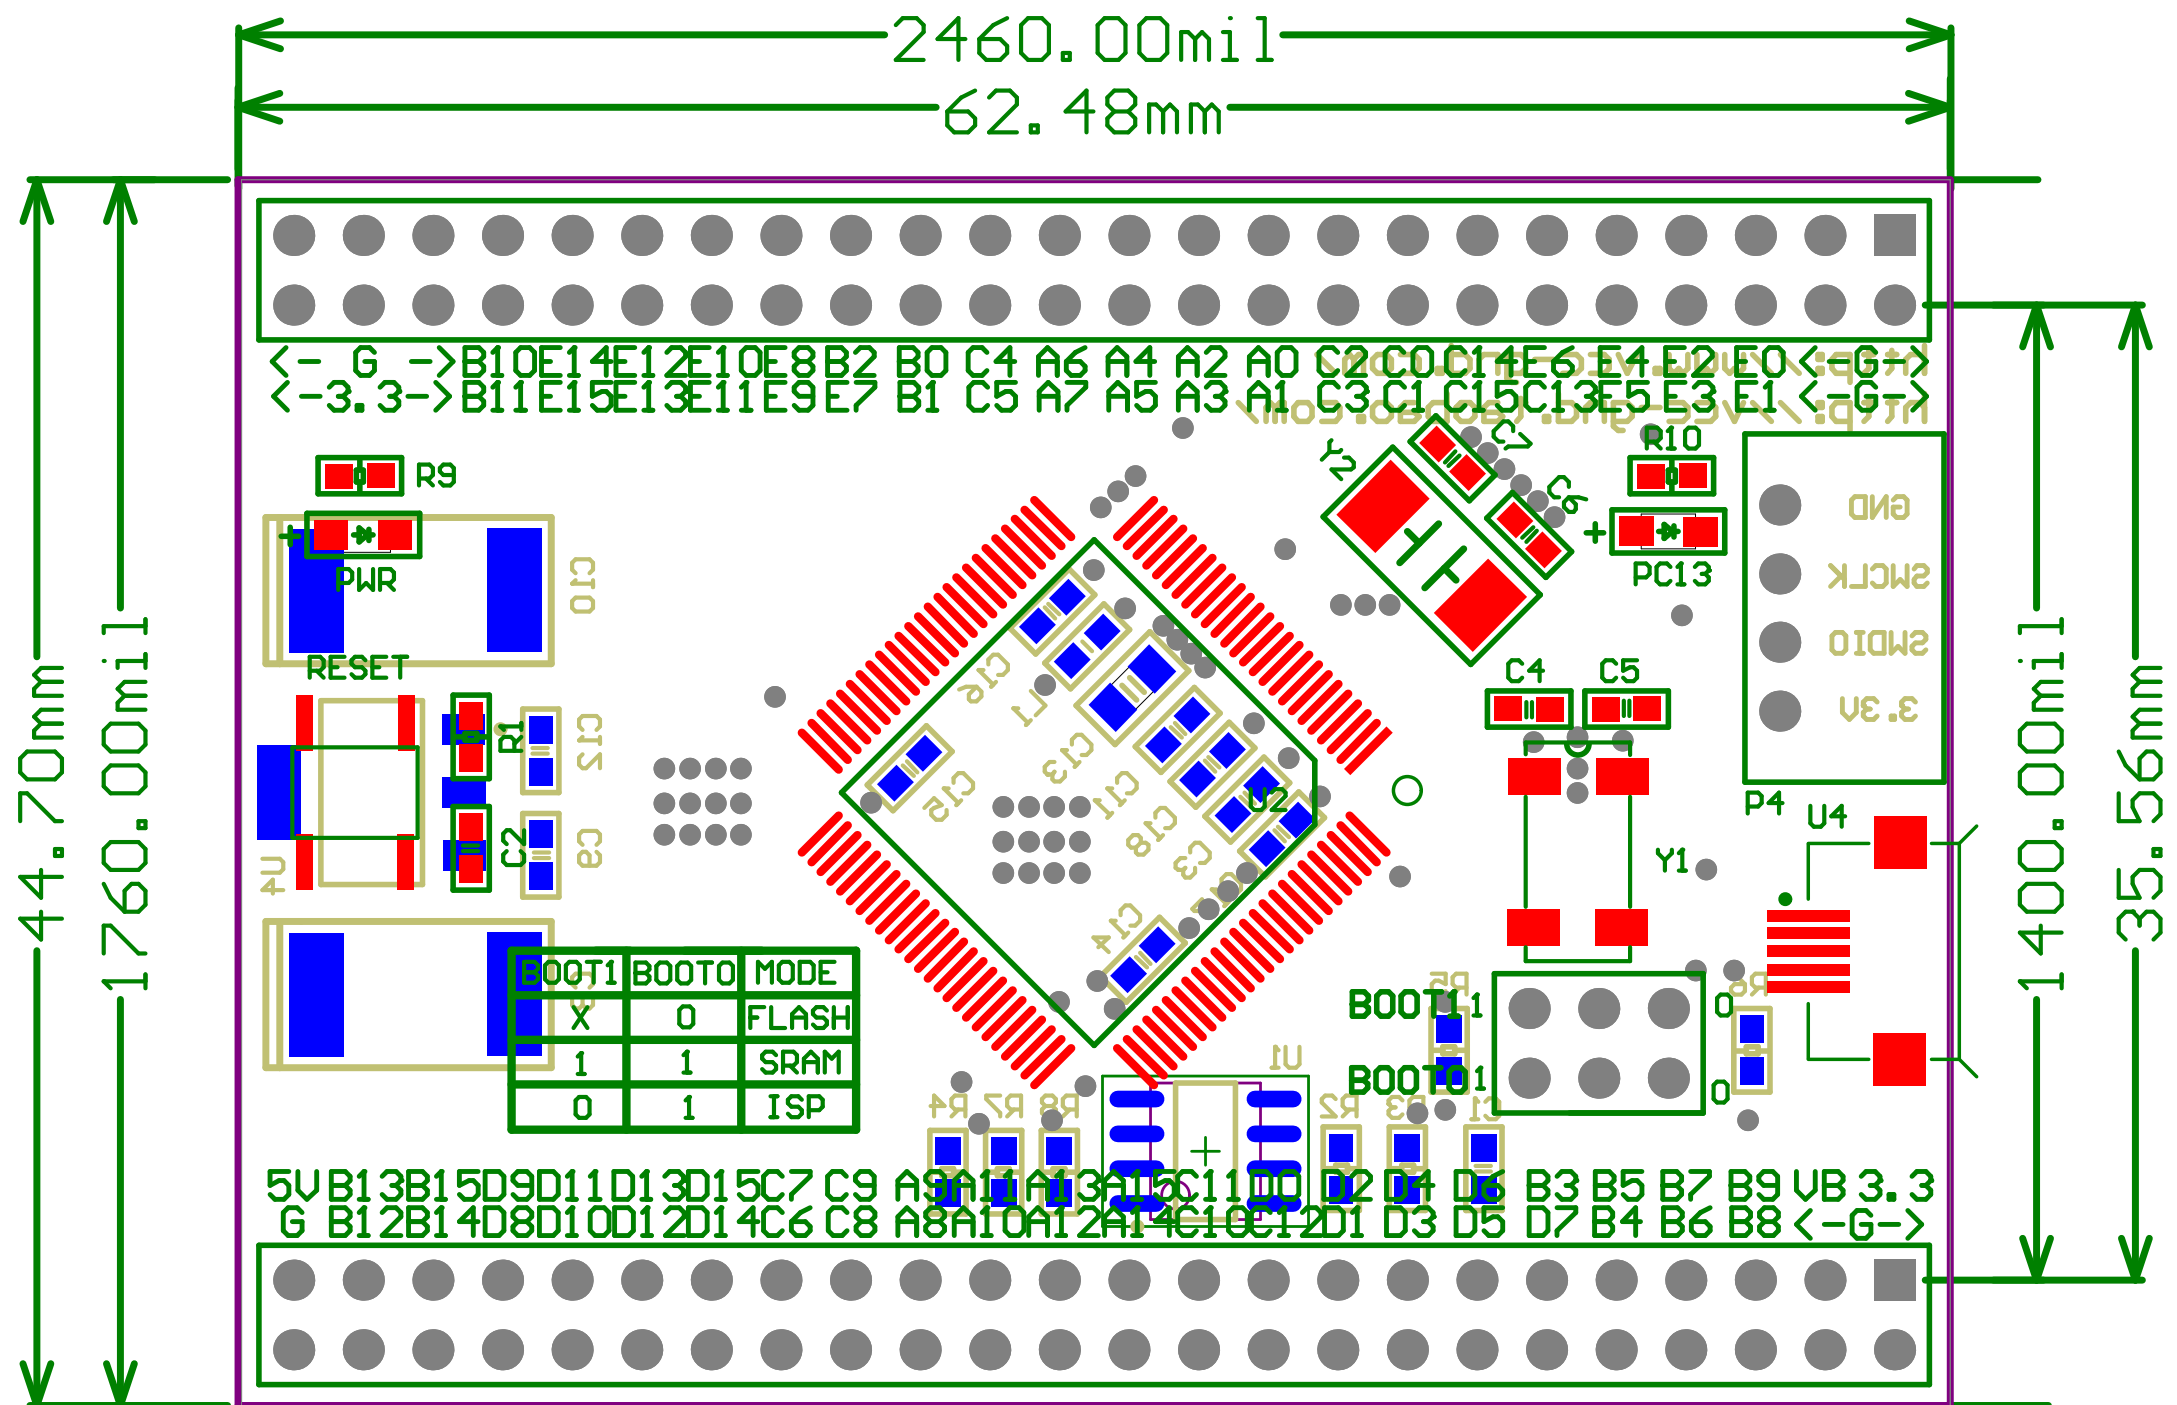 2460.00mil
62.48mm
<- G -> B10 E14 E12 E10 E8 B2 B0 C4 A6 A4 A2 A0 C2 C0 C14 E6 E4 E2 E0 <-G->
<-3.3-> B11 E15 E13 E11 E9 E7 B1 C5 A7 A5 A3 A1 C3 C1 C15 C13 E5 E3 E1 <-G->
R9
Y2
C7
C6
R10
GND
+
+
PWR
PC13
SWCLK
C10
SWDIO
RESET
C16
C4
C5
L1
3.3V
R1
C12
C13
C15
C11
U2
P4
U4
C18
C2
C9
U4
C3
Y1
C14
BOOT1 BOOT0 MODE
X 0 FLASH
1 1 SRAM
0 1 ISP
R5
R6
BOOT1 1
0
U1
BOOT0 1
0
R4
R7
R8
R2
R3
C1
5V B13 B15 D9 D11 D13 D15 C7 C9 A9 A11 A13 A15 C11 D0 D2 D4 D6 B3 B5 B7 B9 VB 3.3
G B12 B14 D8 D10 D12 D14 C6 C8 A8 A10 A12 A14 C10 C12 D1 D3 D5 D7 B4 B6 B8 <-G->
44.70mm
1760.00mil
1400.00mil
35.56mm